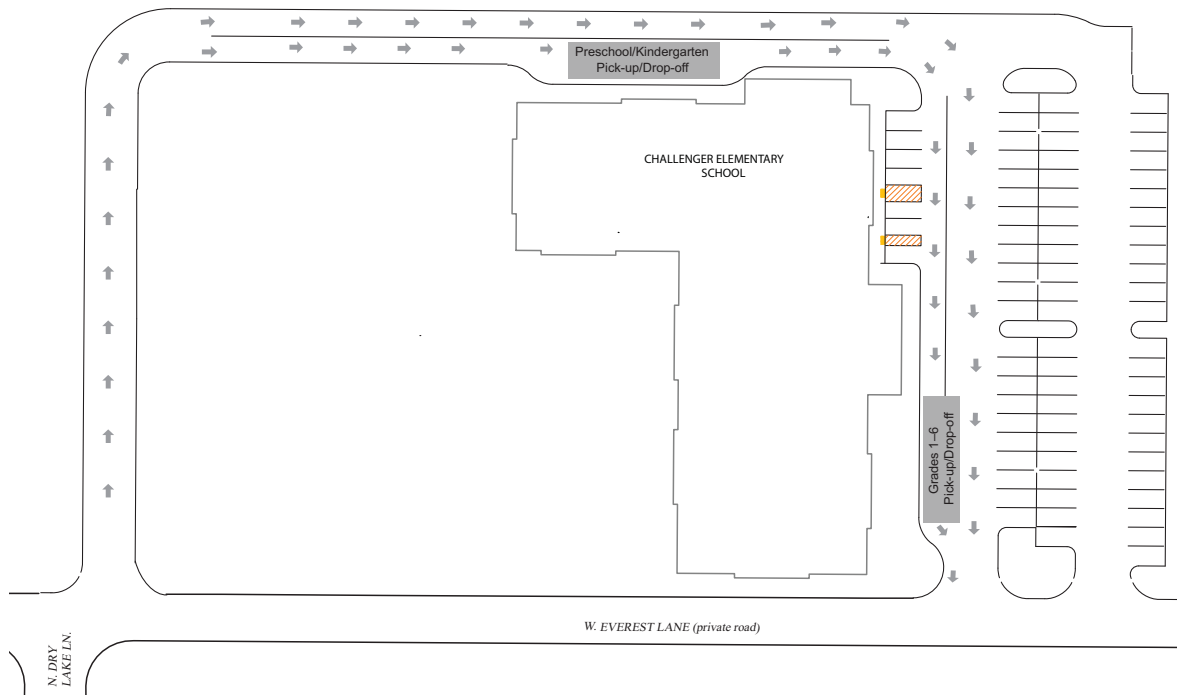 Preschool/Kindergarten
Pick-up/Drop-off
CHALLENGER ELEMENTARY
SCHOOL
Grades 1–6
Pick-up/Drop-off
W. EVEREST LANE (private road)
N. DRY
LAKE LN.